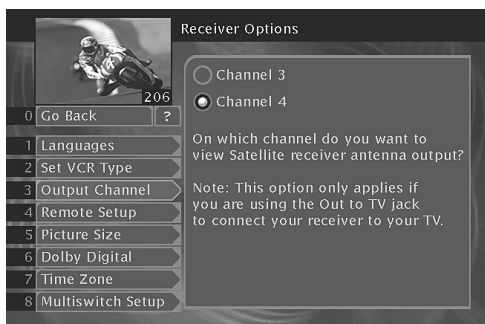 Receiver Options
206
0 Go Back ?
1 Languages
2 Set VCR Type
3 Output Channel
4 Remote Setup
5 Picture Size
6 Dolby Digital
7 Time Zone
8 Multiswitch Setup
Channel 3
Channel 4
On which channel do you want to
view Satellite receiver antenna output?
Note: This option only applies if
you are using the Out to TV jack
to connect your receiver to your TV.